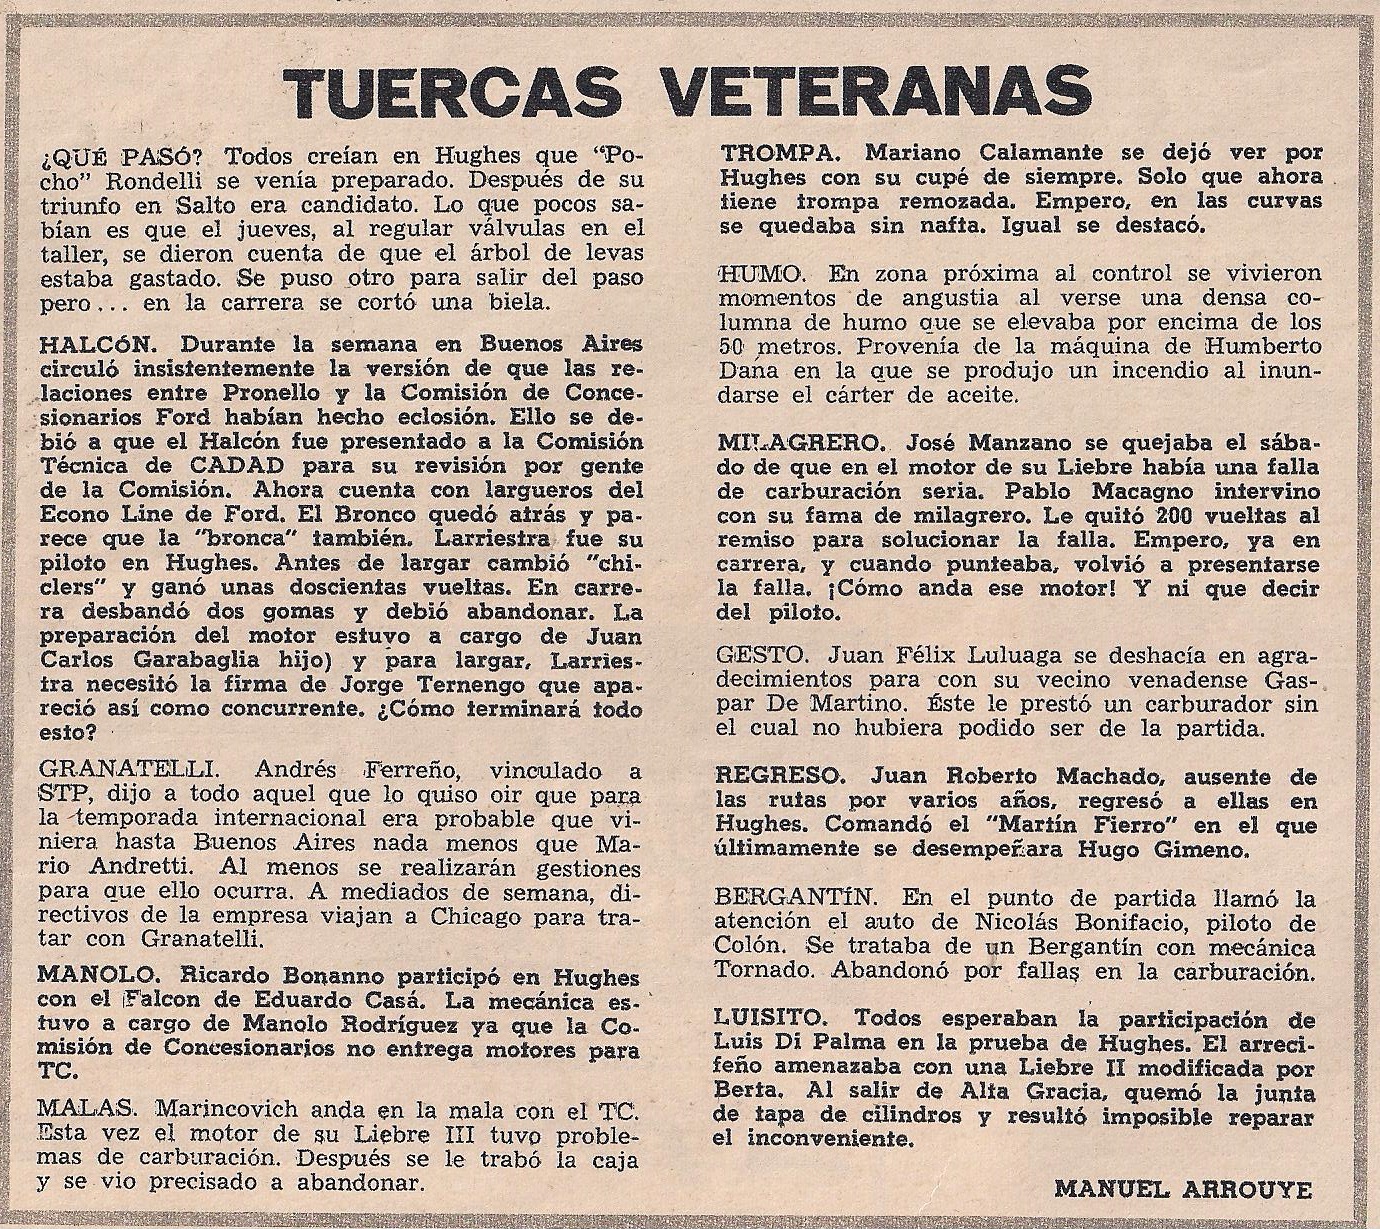 TUERCAS VETERANAS
¿QUÉ PASÓ? Todos creían en Hughes que "Po-
cho" Rondelli se venía preparado. Después de su
triunfo en Salto era candidato. Lo que pocos sa-
bían es que el jueves, al regular válvulas en el
taller, se dieron cuenta de que el árbol de levas
estaba gastado. Se puso otro para salir del paso
pero... en la carrera se cortó una biela.
HALCÓN. Durante la semana en Buenos Aires
circuló insistentemente la versión de que las re-
laciones entre Pronello y la Comisión de Conce-
sionarios Ford habían hecho eclosión. Ello se de-
bió a que el Halcón fue presentado a la Comisión
Técnica de CADAD para su revisión por gente
de la Comisión. Ahora cuenta con largueros del
Econo Line de Ford. El Bronco quedó atrás y pa-
rece que la "bronca" también. Larriestra fue su
piloto en Hughes. Antes de largar cambió "chi-
clers" y ganó unas doscientas vueltas. En carre-
ra desbandó dos gomas y debió abandonar. La
preparación del motor estuvo a cargo de Juan
Carlos Garabaglia hijo) y para largar, Larries-
tra necesitó la firma de Jorge Ternengo que apa-
reció así como concurrente. ¿Cómo terminará todo
esto?
GRANATELLI. Andrés Ferreño, vinculado a
STP, dijo a todo aquel que lo quiso oir que para
la temporada internacional era probable que vi-
niera hasta Buenos Aires nada menos que Ma-
rio Andretti. Al menos se realizarán gestiones
para que ello ocurra. A mediados de semana, di-
rectivos de la empresa viajan a Chicago para tra-
tar con Granatelli.
MANOLO. Ricardo Bonanno participó en Hughes
con el Falcon de Eduardo Casá. La mecánica es-
tuvo a cargo de Manolo Rodríguez ya que la Co-
misión de Concesionarios no entrega motores para
TC.
MALAS. Marincovich anda en la mala con el TC.
Esta vez el motor de su Liebre III tuvo proble-
mas de carburación. Después se le trabó la caja
y se vio precisado a abandonar.
TROMPA. Mariano Calamante se dejó ver por
Hughes con su cupé de siempre. Solo que ahora
tiene trompa remozada. Empero, en las curvas
se quedaba sin nafta. Igual se destacó.
HUMO. En zona próxima al control se vivieron
momentos de angustia al verse una densa co-
lumna de humo que se elevaba por encima de los
50 metros. Provenía de la máquina de Humberto
Dana en la que se produjo un incendio al inun-
darse el cárter de aceite.
MILAGRERO. José Manzano se quejaba el sába-
do de que en el motor de su Liebre había una falla
de carburación seria. Pablo Macagno intervino
con su fama de milagrero. Le quitó 200 vueltas al
remiso para solucionar la falla. Empero, ya en
carrera, y cuando punteaba, volvió a presentarse
la falla. ¡Cómo anda ese motor! Y ni que decir
del piloto.
GESTO. Juan Félix Luluaga se deshacía en agra-
decimientos para con su vecino venadense Gas-
par De Martino. Éste le prestó un carburador sin
el cual no hubiera podido ser de la partida.
REGRESO. Juan Roberto Machado, ausente de
las rutas por varios años, regresó a ellas en
Hughes. Comandó el "Martín Fierro" en el que
últimamente se desempeñara Hugo Gimeno.
BERGANTÍN. En el punto de partida llamó la
atención el auto de Nicolás Bonifacio, piloto de
Colón. Se trataba de un Bergantín con mecánica
Tornado. Abandonó por fallas en la carburación.
LUISITO. Todos esperaban la participación de
Luis Di Palma en la prueba de Hughes. El arreci-
feño amenazaba con una Liebre II modificada por
Berta. Al salir de Alta Gracia, quemó la junta
de tapa de cilindros y resultó imposible reparar
el inconveniente.
MANUEL ARROUYE